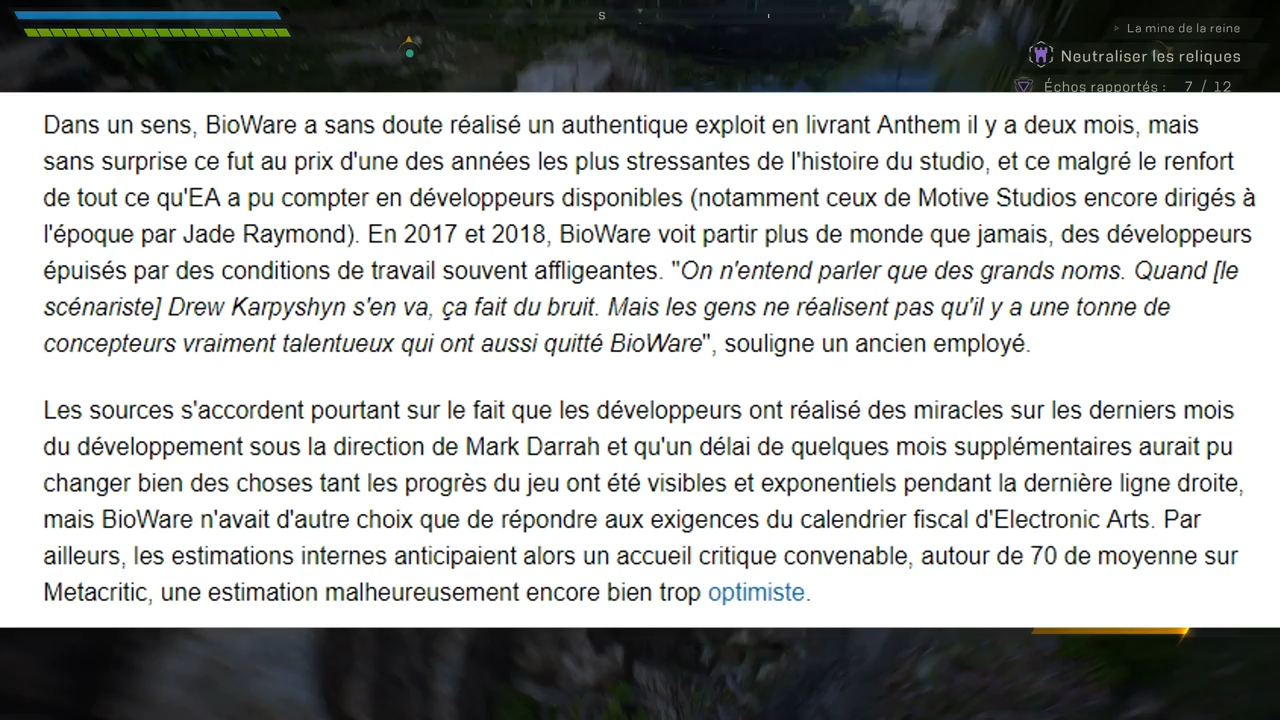 S
La mine de la reine
Neutraliser les reliques
Échos rapportés : 7 / 12
Dans un sens, BioWare a sans doute réalisé un authentique exploit en livrant Anthem il y a deux mois, mais
sans surprise ce fut au prix d'une des années les plus stressantes de l'histoire du studio, et ce malgré le renfort
de tout ce qu'EA a pu compter en développeurs disponibles (notamment ceux de Motive Studios encore dirigés à
l'époque par Jade Raymond). En 2017 et 2018, BioWare voit partir plus de monde que jamais, des développeurs
épuisés par des conditions de travail souvent affligeantes. "On n'entend parler que des grands noms. Quand [le
scénariste] Drew Karpyshyn s'en va, ça fait du bruit. Mais les gens ne réalisent pas qu'il y a une tonne de
concepteurs vraiment talentueux qui ont aussi quitté BioWare", souligne un ancien employé.
Les sources s'accordent pourtant sur le fait que les développeurs ont réalisé des miracles sur les derniers mois
du développement sous la direction de Mark Darrah et qu'un délai de quelques mois supplémentaires aurait pu
changer bien des choses tant les progrès du jeu ont été visibles et exponentiels pendant la dernière ligne droite,
mais BioWare n'avait d'autre choix que de répondre aux exigences du calendrier fiscal d'Electronic Arts. Par
ailleurs, les estimations internes anticipaient alors un accueil critique convenable, autour de 70 de moyenne sur
Metacritic, une estimation malheureusement encore bien trop optimiste.